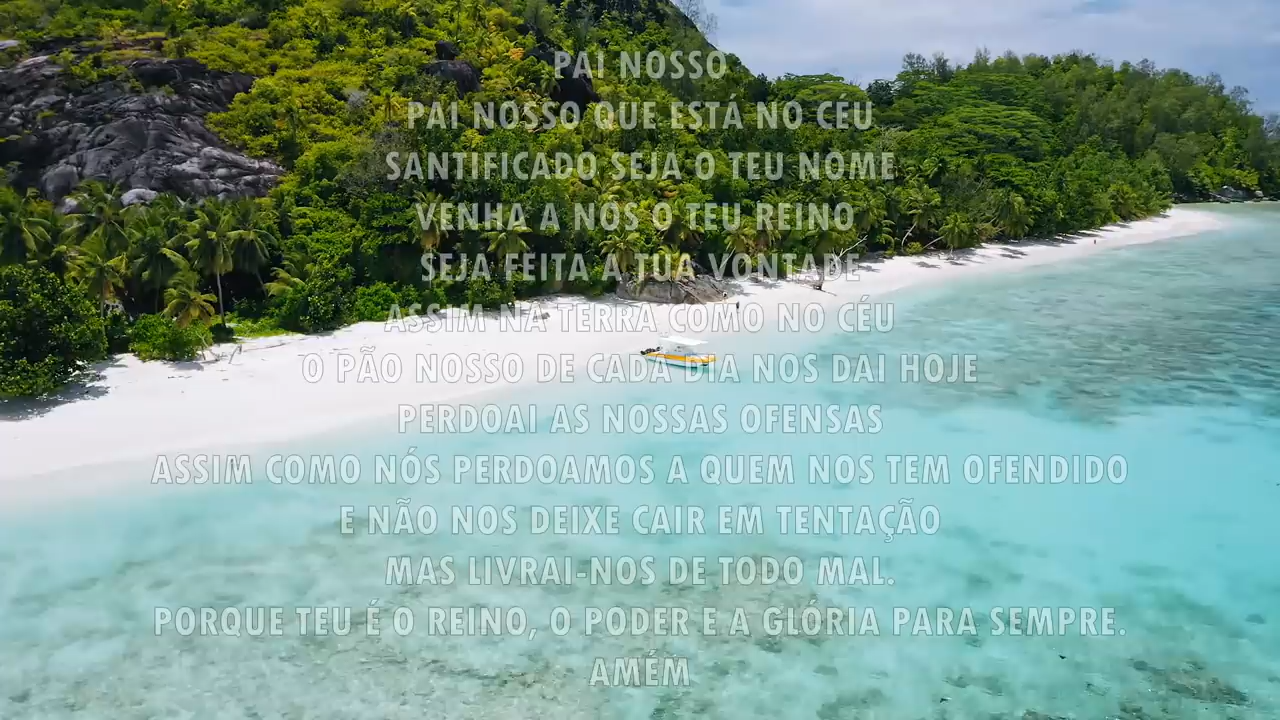 PAI NOSSO
PAI NOSSO QUE ESTÁ NO CÉU
SANTIFICADO SEJA O TEU NOME
VENHA A NÓS O TEU REINO
SEJA FEITA A TUA VONTADE
ASSIM NA TERRA COMO NO CÉU
O PÃO NOSSO DE CADA DIA NOS DAI HOJE
PERDOAI AS NOSSAS OFENSAS
ASSIM COMO NÓS PERDOAMOS A QUEM NOS TEM OFENDIDO
E NÃO NOS DEIXE CAIR EM TENTAÇÃO
MAS LIVRAI-NOS DE TODO MAL.
PORQUE TEU É O REINO, O PODER E A GLÓRIA PARA SEMPRE.
AMÉM